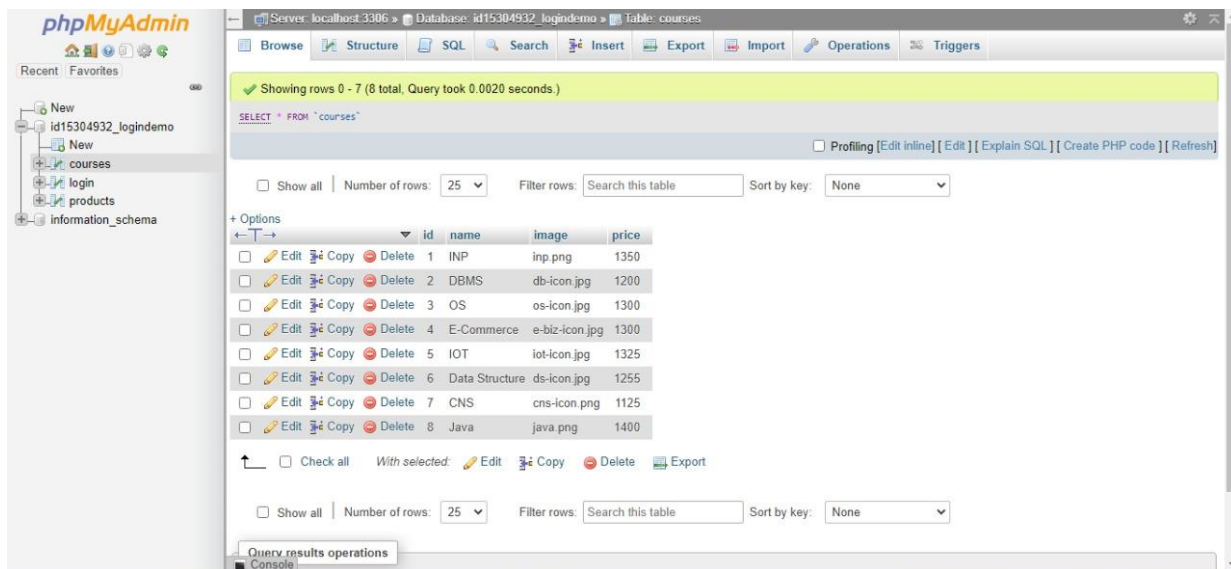 phpMyAdmin
Recent Favorites
New
id15304932_logindemo
New
courses
login
products
information_schema
Server: localhost:3306 » Database: id15304932_logindemo » Table: courses
Browse Structure SQL Search Insert Export Import Operations Triggers
Showing rows 0 - 7 (8 total, Query took 0.0020 seconds.)
SELECT * FROM `courses`
Profiling [Edit inline] [ Edit ] [ Explain SQL ] [ Create PHP code ] [ Refresh]
Show all | Number of rows: 25 Filter rows: Search this table Sort by key: None
+ Options
←T→ id name image price
Edit Copy Delete 1 INP inp.png 1350
Edit Copy Delete 2 DBMS db-icon.jpg 1200
Edit Copy Delete 3 OS os-icon.jpg 1300
Edit Copy Delete 4 E-Commerce e-biz-icon.jpg 1300
Edit Copy Delete 5 IOT iot-icon.jpg 1325
Edit Copy Delete 6 Data Structure ds-icon.jpg 1255
Edit Copy Delete 7 CNS cns-icon.png 1125
Edit Copy Delete 8 Java java.png 1400
Check all With selected: Edit Copy Delete Export
Show all | Number of rows: 25 Filter rows: Search this table Sort by key: None
Query results operations
Console